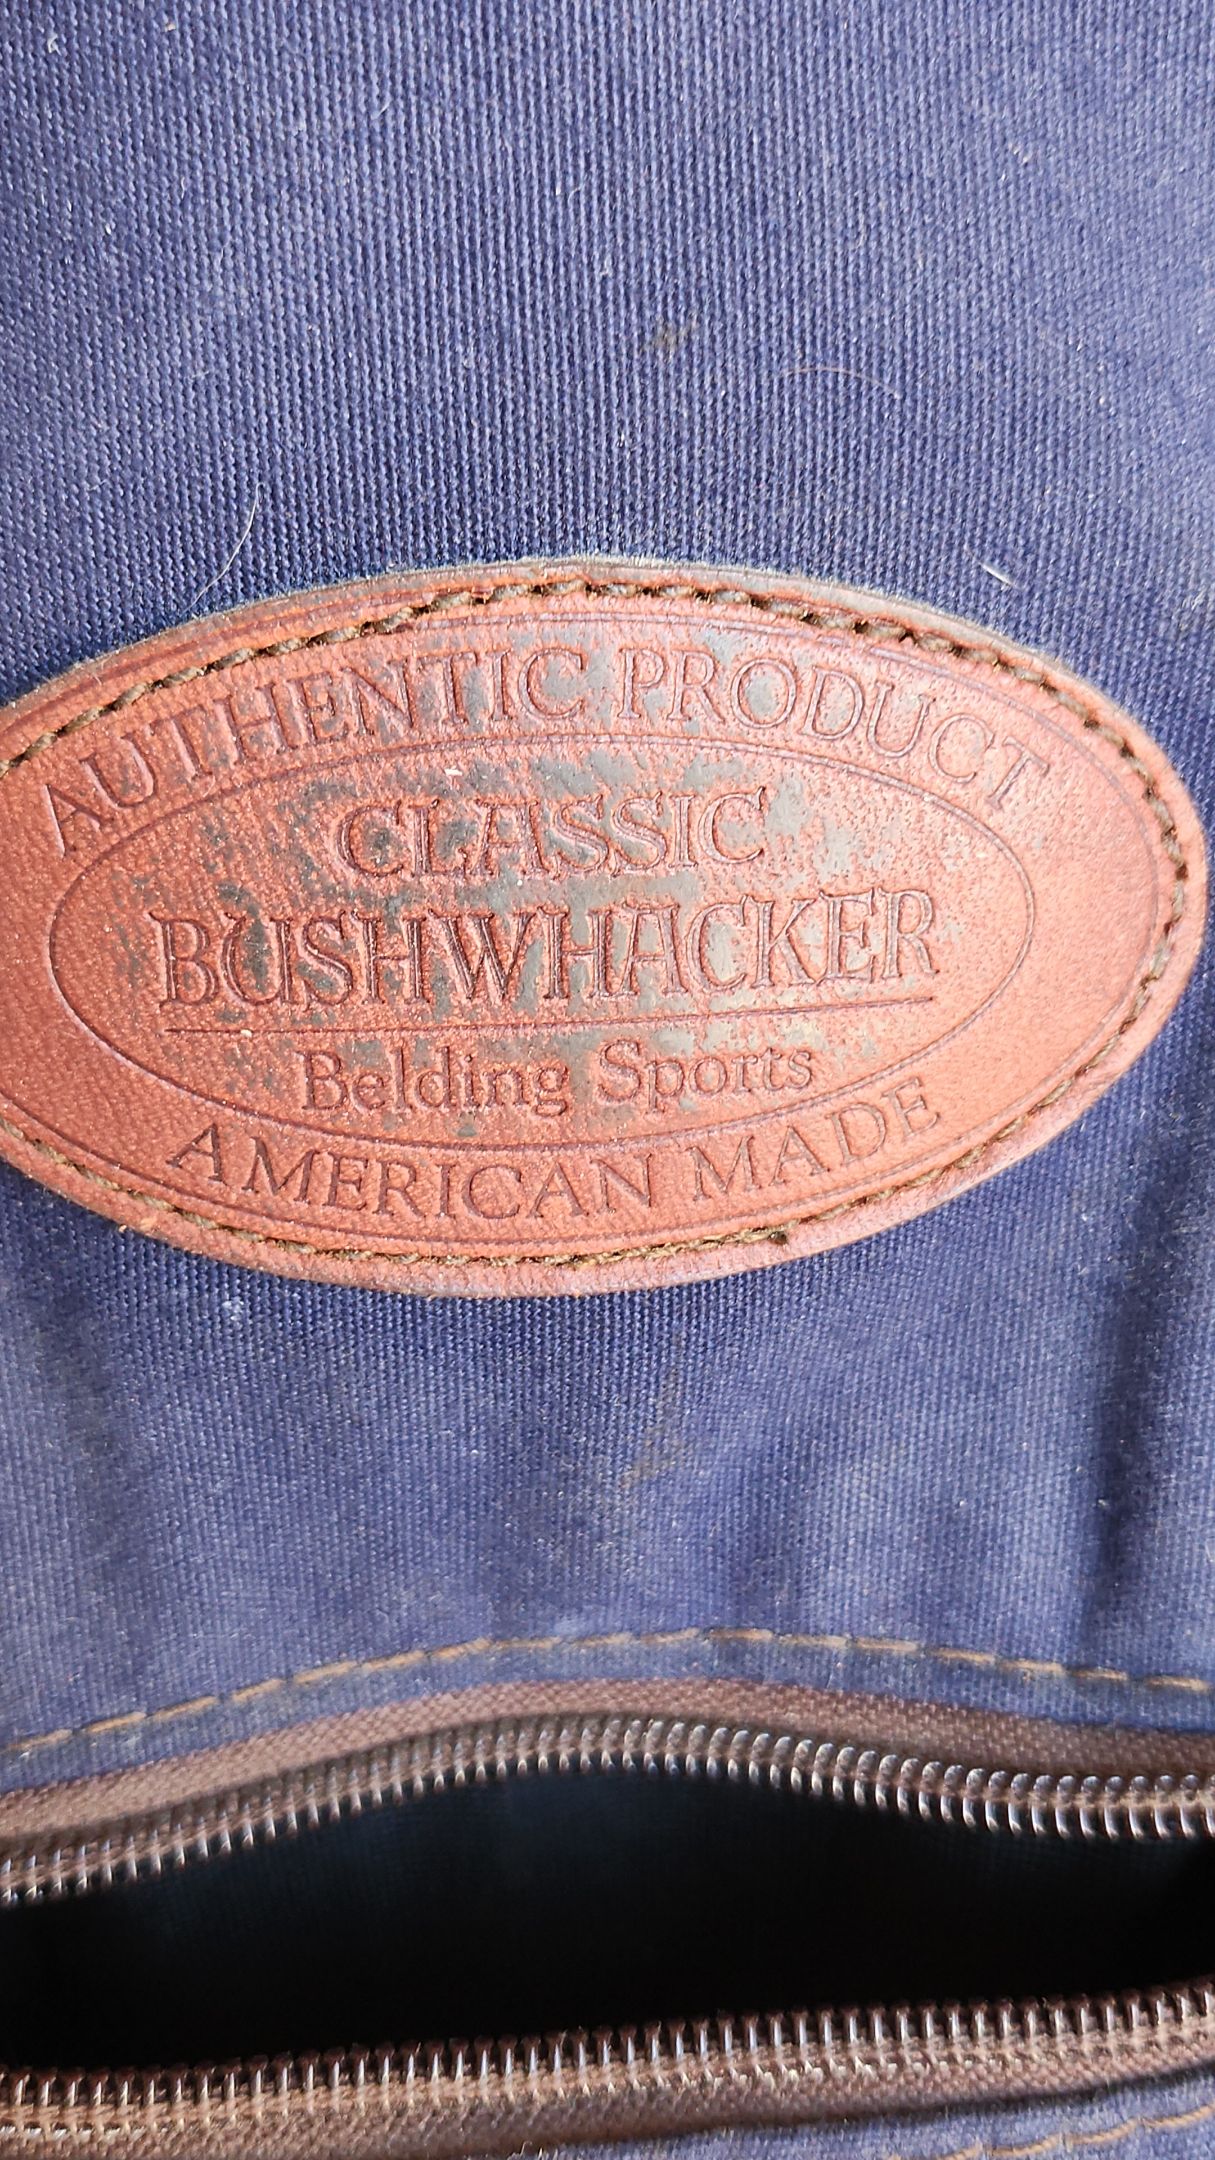 AUTHENTIC PRODUCT
CLASSIC
BUSHWHACKER
Belding Sports
AMERICAN MADE